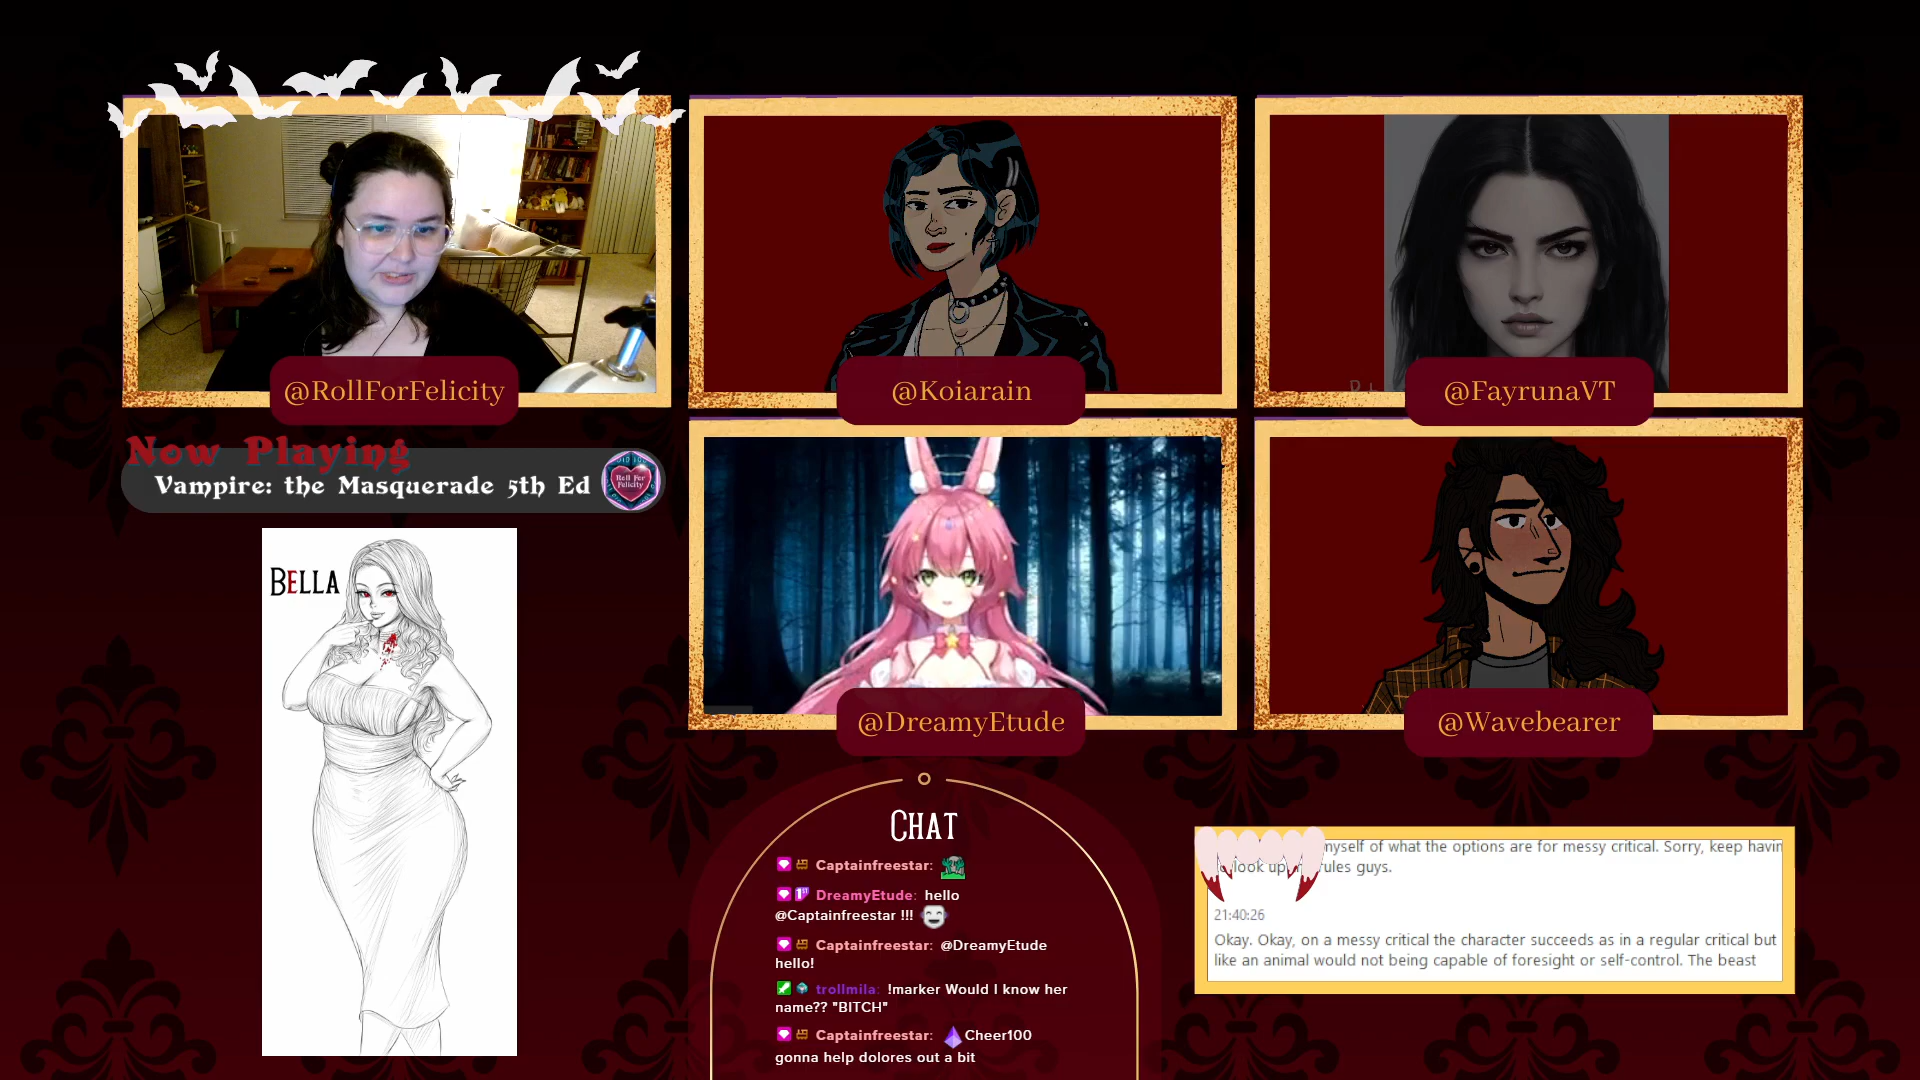 @RollForFelicity
@Koiarain
@FayrunaVT
Now Playing
Vampire: the Masquerade 5th Ed
Roll For
Felicity
BELLA
@DreamyEtude
@Wavebearer
CHAT
Captainfreestar:
DreamyEtude: hello
@Captainfreestar !!!
Captainfreestar: @DreamyEtude
hello!
trollmila: !marker Would I know her
name?? "BITCH"
Captainfreestar: Cheer100
gonna help dolores out a bit
myself of what the options are for messy critical. Sorry, keep havin
look up rules guys.
21:40:26
Okay. Okay, on a messy critical the character succeeds as in a regular critical but
like an animal would not being capable of foresight or self-control. The beast